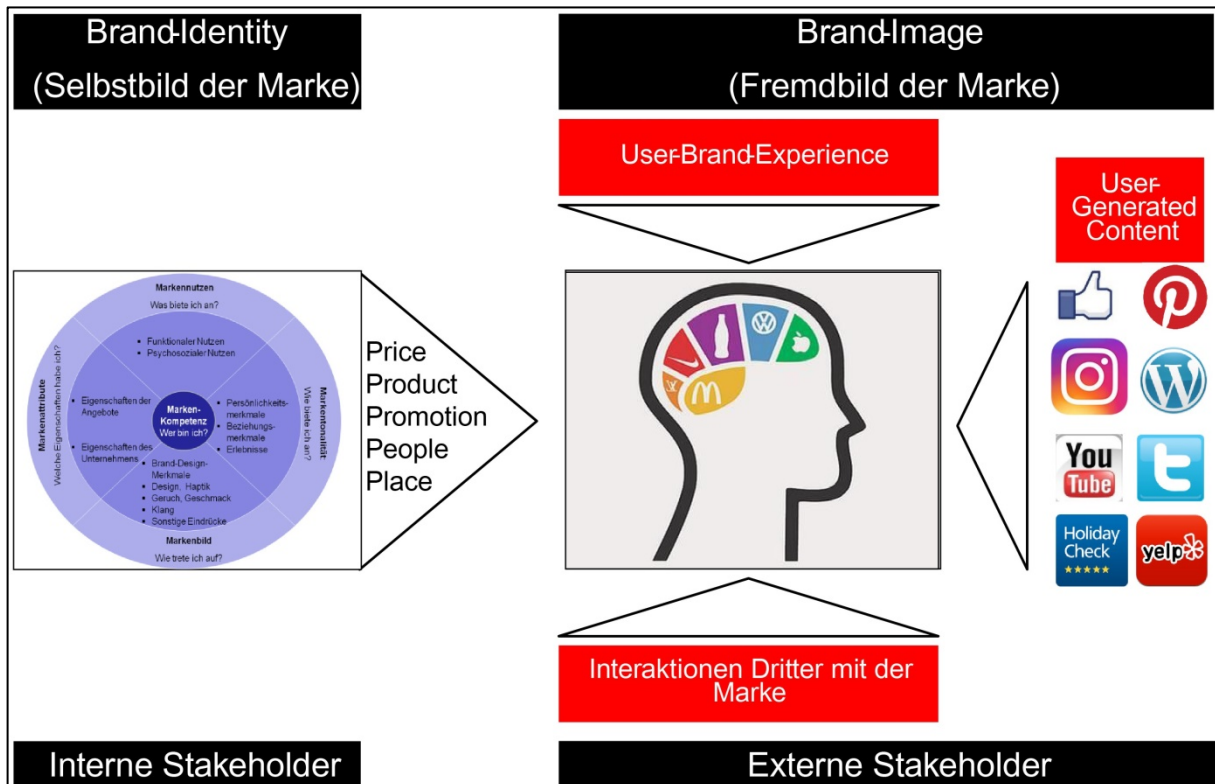 Brand-Identity
(Selbstbild der Marke)
Brand-Image
(Fremdbild der Marke)
User-Brand-Experience
User-
Generated
Content
Markennutzen
Was biete ich an?
• Funktionaler Nutzen
• Psychosozialer Nutzen
Markenattribute
Welche Eigenschaften habe ich?
• Eigenschaften der
Angebote
• Eigenschaften des
Unternehmens
Marken-
Kompetenz
Wer bin ich?
• Persönlichkeits-
merkmale
• Beziehungs-
merkmale
• Erlebnisse
Markentonalität
Wie biete ich an?
• Brand-Design-
Merkmale
• Design, Haptik
• Geruch, Geschmack
• Klang
• Sonstige Eindrücke
Markenbild
Wie trete ich auf?
Price
Product
Promotion
People
Place
You
Tube
Holiday
Check
yelp
Interaktionen Dritter mit der
Marke
Interne Stakeholder
Externe Stakeholder